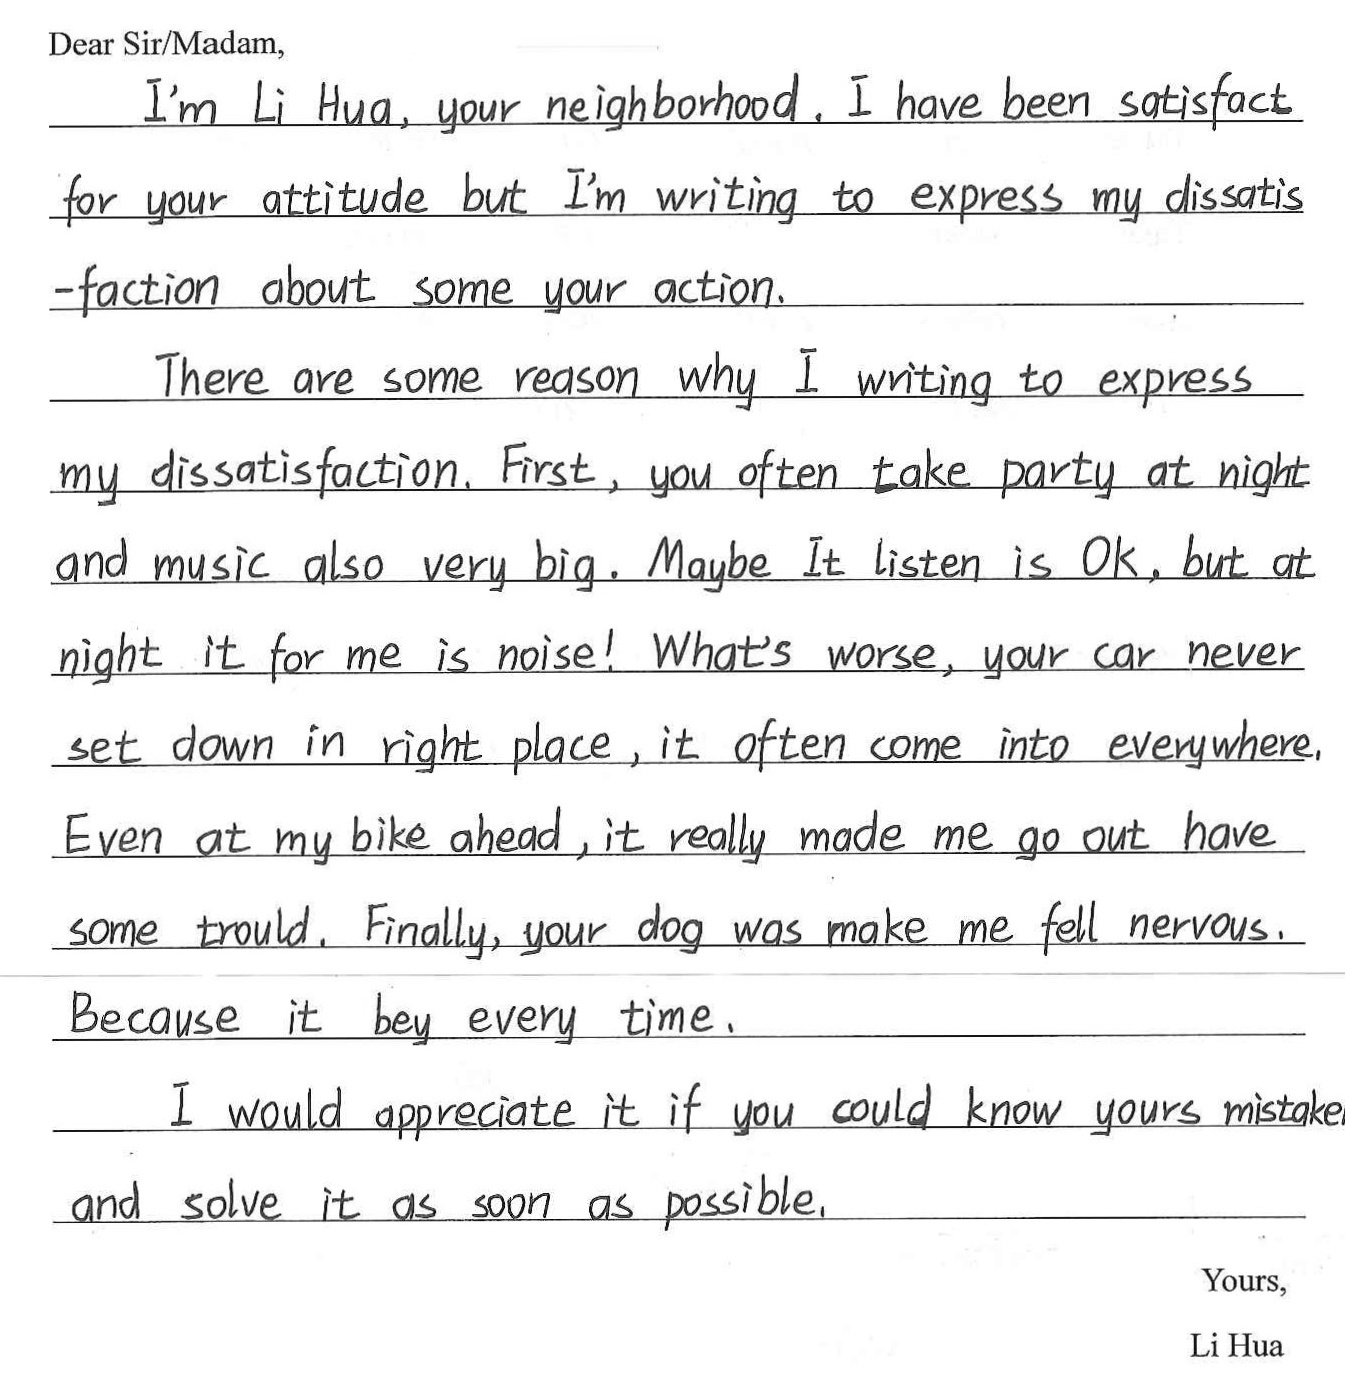 Dear Sir/Madam,
I'm Li Hua, your neighborhood. I have been satisfact
for your attitude but I'm writing to express my dissatis
-faction about some your action.
There are some reason why I writing to express
my dissatisfaction. First, you often take party at night
and music also very big. Maybe It listen is Ok, but at
night it for me is noise! What's worse, your car never
set down in right place, it often come into everywhere.
Even at my bike ahead, it really made me go out have
some trould. Finally, your dog was make me fell nervous.
Because it bey every time.
I would appreciate it if you could know yours mistake
and solve it as soon as possible.
Yours,
Li Hua